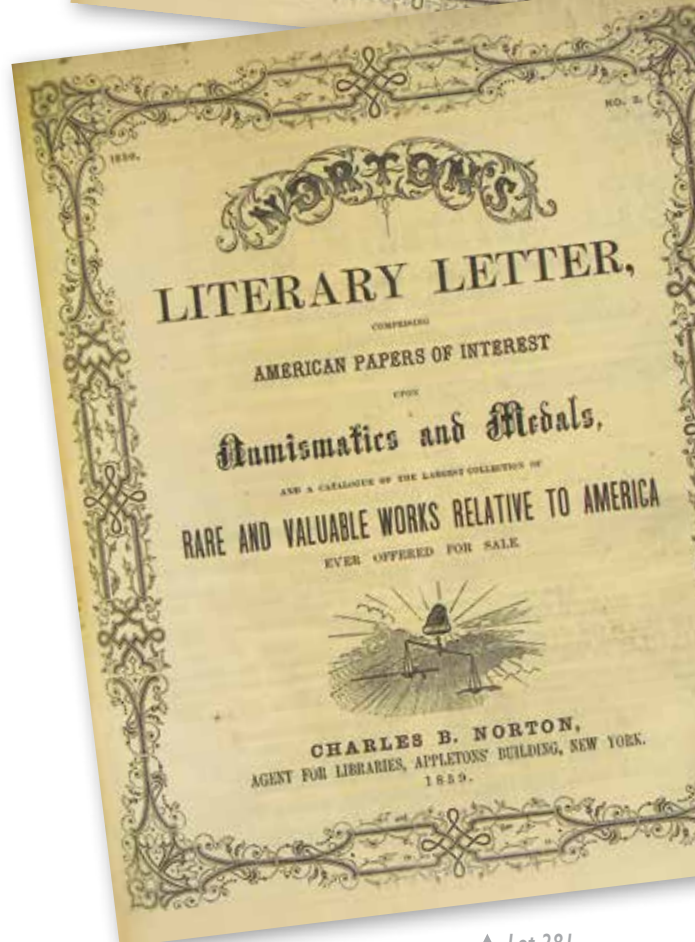 1859.
NO. 2.
NORTON'S
LITERARY LETTER,
COMPRISING
AMERICAN PAPERS OF INTEREST
UPON
Numismatics and Medals,
AND A CATALOGUE OF THE LARGEST COLLECTION OF
RARE AND VALUABLE WORKS RELATIVE TO AMERICA
EVER OFFERED FOR SALE
CHARLES B. NORTON,
AGENT FOR LIBRARIES, APPLETONS' BUILDING, NEW YORK.
1859.
▲ Lot 281